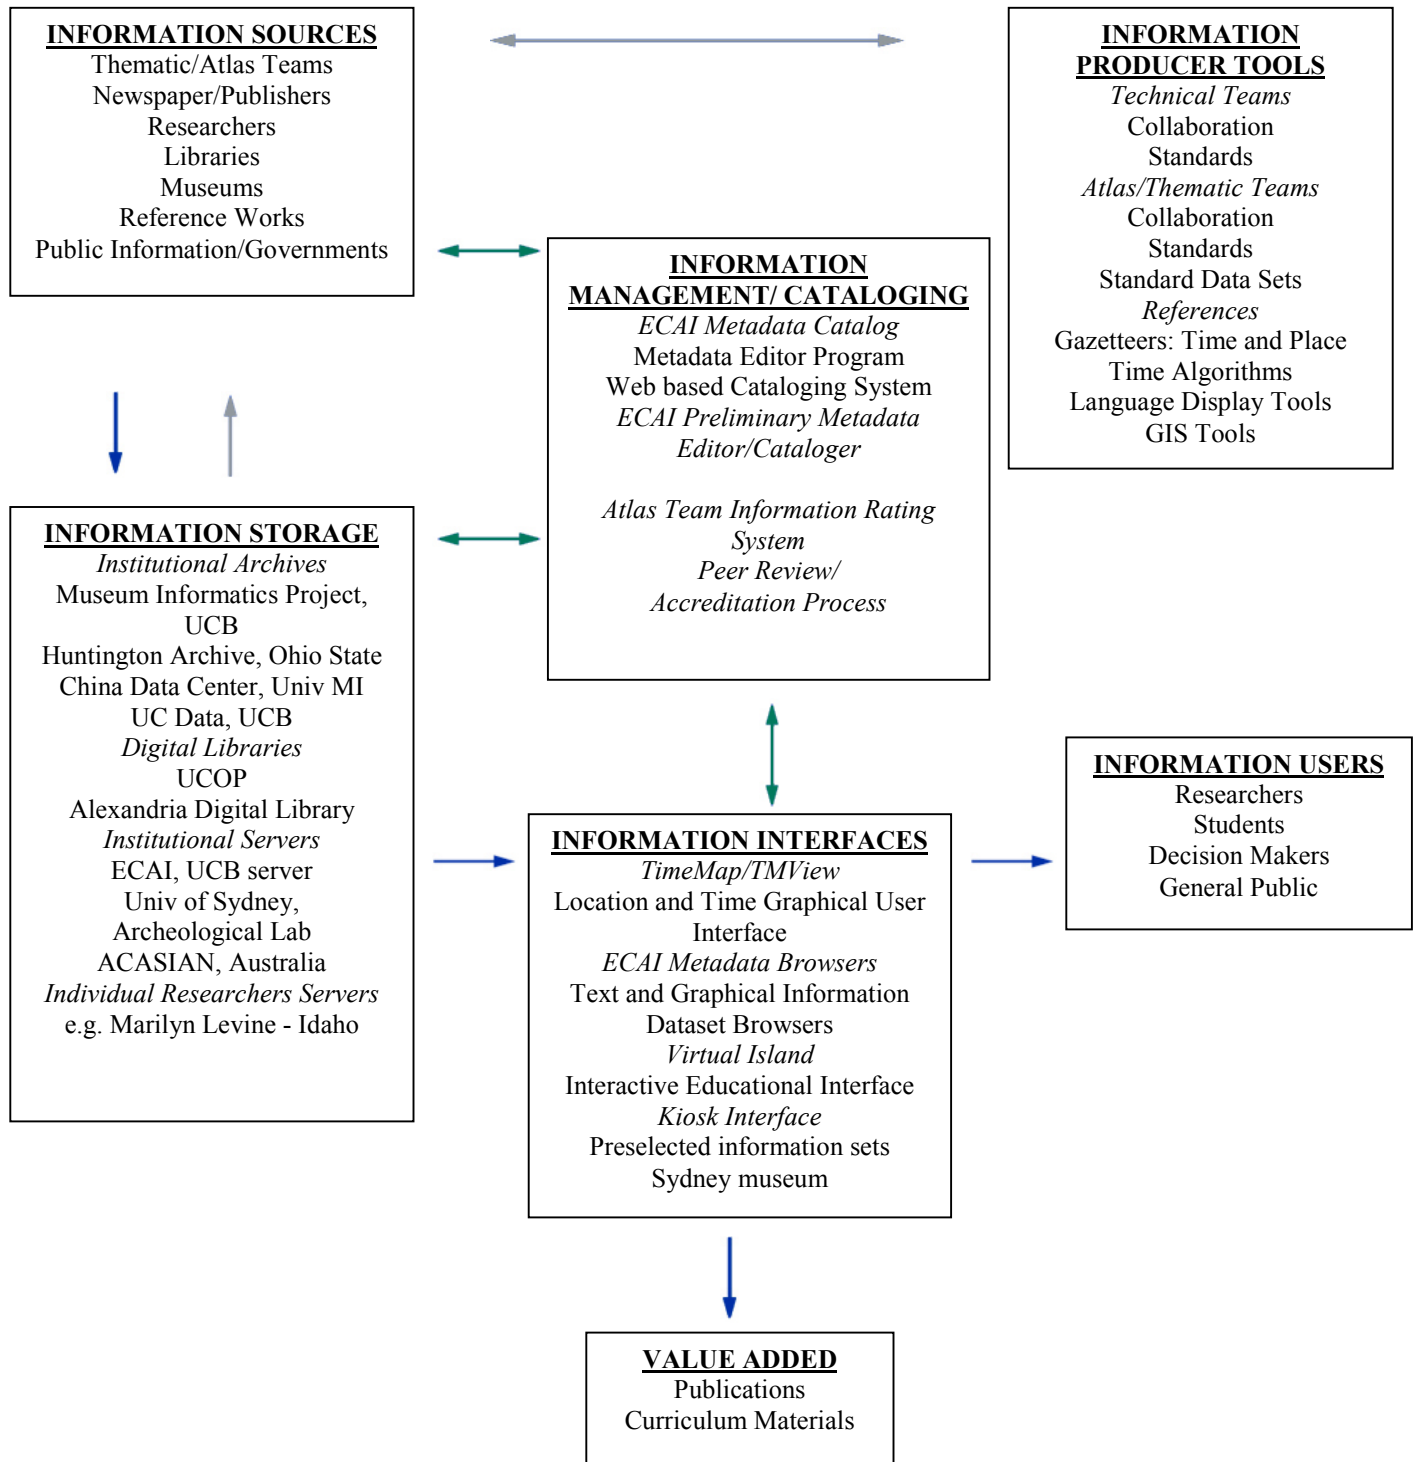 INFORMATION SOURCES
Thematic/Atlas Teams
Newspaper/Publishers
Researchers
Libraries
Museums
Reference Works
Public Information/Governments
INFORMATION
PRODUCER TOOLS
Technical Teams
Collaboration
Standards
Atlas/Thematic Teams
Collaboration
Standards
Standard Data Sets
References
Gazetteers: Time and Place
Time Algorithms
Language Display Tools
GIS Tools
INFORMATION
MANAGEMENT/ CATALOGING
ECAI Metadata Catalog
Metadata Editor Program
Web based Cataloging System
ECAI Preliminary Metadata
Editor/Cataloger
Atlas Team Information Rating
System
Peer Review/
Accreditation Process
INFORMATION STORAGE
Institutional Archives
Museum Informatics Project,
UCB
Huntington Archive, Ohio State
China Data Center, Univ MI
UC Data, UCB
Digital Libraries
UCOP
Alexandria Digital Library
Institutional Servers
ECAI, UCB server
Univ of Sydney,
Archeological Lab
ACASIAN, Australia
Individual Researchers Servers
e.g. Marilyn Levine - Idaho
INFORMATION INTERFACES
TimeMap/TMView
Location and Time Graphical User
Interface
ECAI Metadata Browsers
Text and Graphical Information
Dataset Browsers
Virtual Island
Interactive Educational Interface
Kiosk Interface
Preselected information sets
Sydney museum
INFORMATION USERS
Researchers
Students
Decision Makers
General Public
VALUE ADDED
Publications
Curriculum Materials